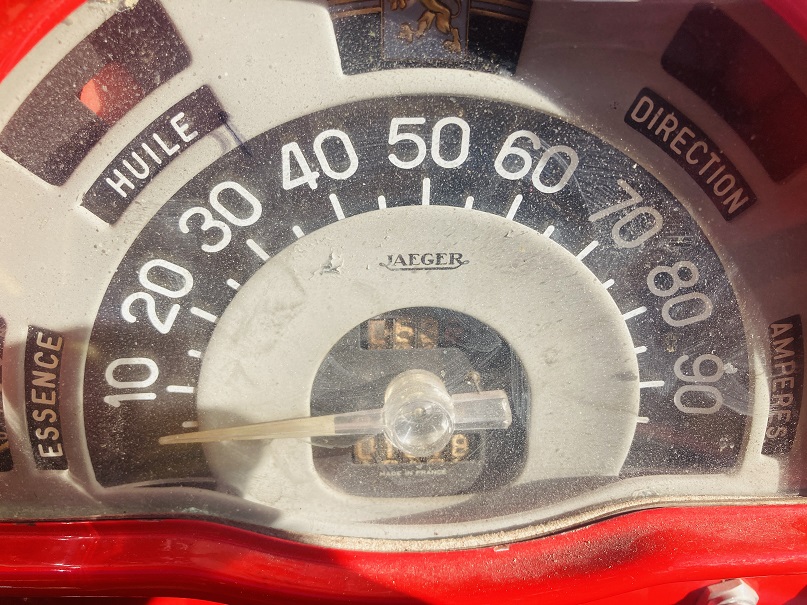 HUILE
DIRECTION
10 20 30 40 50 60 70 80 90
JAEGER
ESSENCE
AMPERES
MADE IN FRANCE